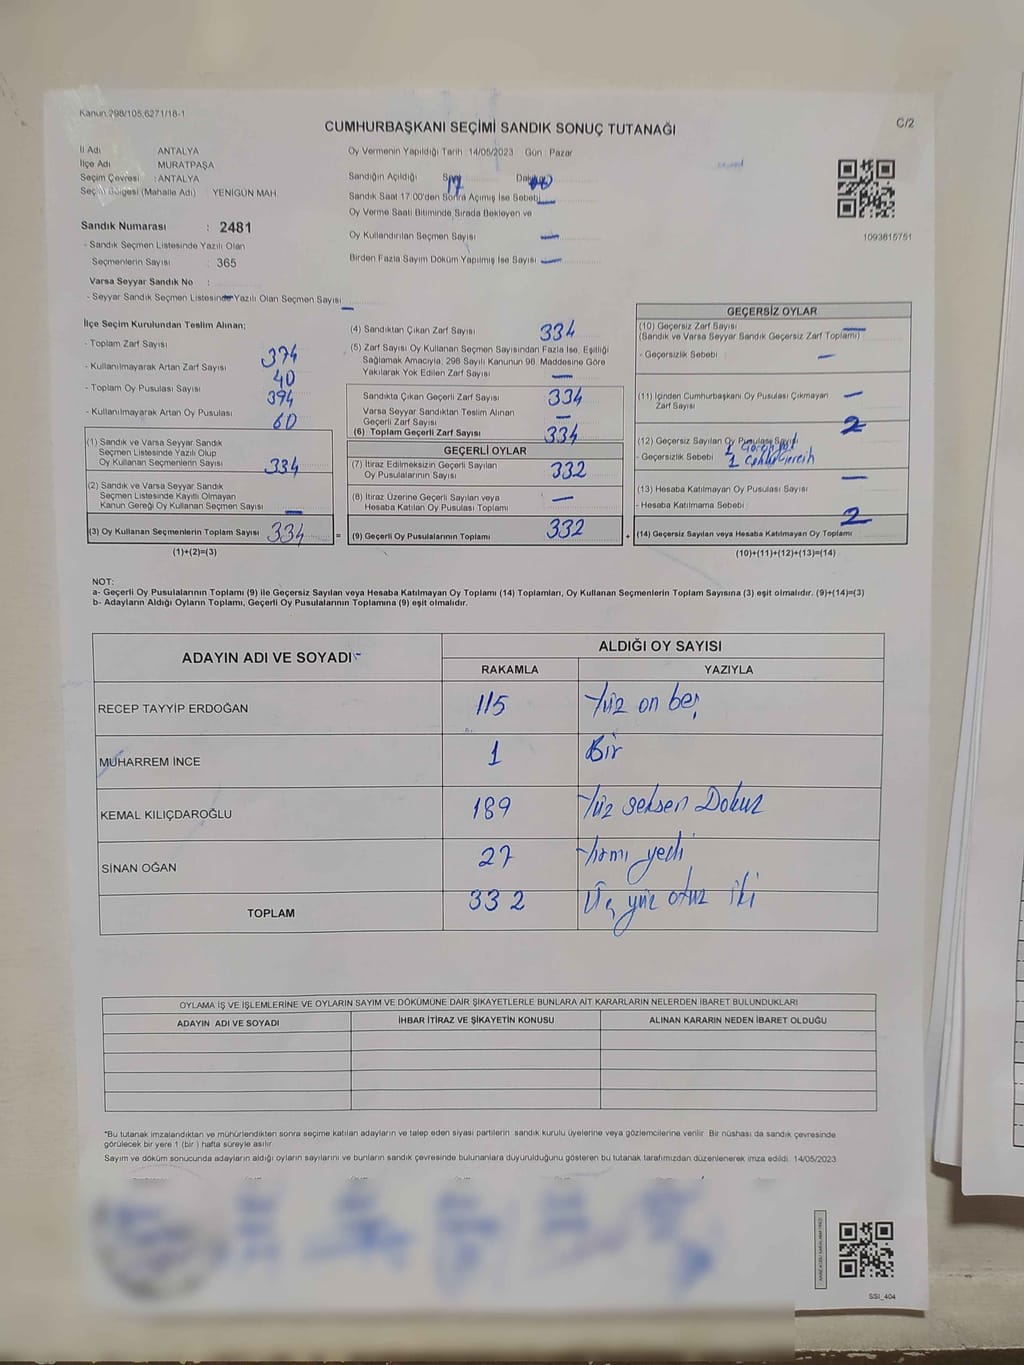 Kanun:298/105,6271/18-1
C/2
CUMHURBAŞKANI SEÇİMİ SANDIK SONUÇ TUTANAĞI
İl Adı ANTALYA
İlçe Adı MURATPAŞA
Seçim Çevresi : ANTALYA
Seçim Bölgesi (Mahalle Adı) : YENİGÜN MAH
Sandık Numarası : 2481
- Sandık Seçmen Listesinde Yazılı Olan
Seçmenlerin Sayısı : 365
Varsa Seyyar Sandık No :
- Seyyar Sandık Seçmen Listesinde Yazılı Olan Seçmen Sayısı —
Oy Vermenin Yapıldığı Tarih :14/05/2023 Gün : Pazar
Sandığın Açıldığı Saat 17 Dakika
Sandık Saat 17.00'den Sonra Açımış İse Sebebi —
Oy Verme Saati Bitiminde Sırada Bekleyen ve
Oy Kullandırılan Seçmen Sayısı —
Birden Fazla Sayım Döküm Yapılmış İse Sayısı —
1093615751
İlçe Seçim Kurulundan Teslim Alınan;
- Toplam Zarf Sayısı 374
- Kullanılmayarak Artan Zarf Sayısı 40
- Toplam Oy Pusulası Sayısı 394
- Kullanılmayarak Artan Oy Pusulası 60
(1) Sandık ve Varsa Seyyar Sandık
Seçmen Listesinde Yazılı Olup
Oy Kullanan Seçmenlerin Sayısı 334
(2) Sandık ve Varsa Seyyar Sandık
Seçmen Listesinde Kayıtlı Olmayan
Kanun Gereği Oy Kullanan Seçmen Sayısı —
(3) Oy Kullanan Seçmenlerin Toplam Sayısı 334
(1)+(2)=(3)
(4) Sandıktan Çıkan Zarf Sayısı 334
(5) Zarf Sayısı Oy Kullanan Seçmen Sayısından Fazla İse, Eşitliği
Sağlamak Amacıyla, 298 Sayılı Kanunun 98. Maddesine Göre
Yakılarak Yok Edilen Zarf Sayısı —
Sandıkta Çıkan Geçerli Zarf Sayısı 334
Varsa Seyyar Sandıktan Teslim Alınan
Geçerli Zarf Sayısı —
(6) Toplam Geçerli Zarf Sayısı 334
GEÇERLİ OYLAR
(7) İtiraz Edilmeksizin Geçerli Sayılan
Oy Pusulalarının Sayısı 332
(8) İtiraz Üzerine Geçerli Sayılan veya
Hesaba Katılan Oy Pusulası Toplamı —
= (9) Geçerli Oy Pusulalarının Toplamı 332
GEÇERSİZ OYLAR
(10) Geçersiz Zarf Sayısı —
(Sandık ve Varsa Seyyar Sandık Geçersiz Zarf Toplamı)
- Geçersizlik Sebebi —
(11) İçinden Cumhurbaşkanı Oy Pusulası Çıkmayan —
Zarf Sayısı
(12) Geçersiz Sayılan Oy Pusulası Sayısı 2
- Geçersizlik Sebebi 1
1
(13) Hesaba Katılmayan Oy Pusulası Sayısı —
- Hesaba Katılmama Sebebi
+ (14) Geçersiz Sayılan veya Hesaba Katılmayan Oy Toplamı 2
(10)+(11)+(12)+(13)=(14)
NOT:
a- Geçerli Oy Pusulalarının Toplamı (9) ile Geçersiz Sayılan veya Hesaba Katılmayan Oy Toplamı (14) Toplamları, Oy Kullanan Seçmenlerin Toplam Sayısına (3) eşit olmalıdır. (9)+(14)=(3)
b- Adayların Aldığı Oyların Toplamı, Geçerli Oy Pusulalarının Toplamına (9) eşit olmalıdır.
ADAYIN ADI VE SOYADI
ALDIĞI OY SAYISI
RAKAMLA YAZIYLA
RECEP TAYYİP ERDOĞAN 115 Yüz on beş
MUHARREM İNCE 1 Bir
KEMAL KILIÇDAROĞLU 189 Yüz seksen Dokuz
SİNAN OĞAN 27 Yirmi yedi
TOPLAM 332 Üç yüz otuz iki
OYLAMA İŞ VE İŞLEMLERİNE VE OYLARIN SAYIM VE DÖKÜMÜNE DAİR ŞİKAYETLERLE BUNLARA AİT KARARLARIN NELERDEN İBARET BULUNDUKLARI
ADAYIN ADI VE SOYADI İHBAR İTİRAZ VE ŞİKAYETİN KONUSU ALINAN KARARIN NEDEN İBARET OLDUĞU
*Bu tutanak imzalandıktan ve mühürlendikten sonra seçime katılan adayların ve talep eden siyasi partilerin sandık kurulu üyelerine veya gözlemcilerine verilir. Bir nüshası da sandık çevresinde
görülecek bir yere 1 (bir ) hafta süreyle asılır.
Sayım ve döküm sonucunda adayların aldığı oyların sayılarını ve bunların sandık çevresinde bulunanlara duyurulduğunu gösteren bu tutanak tarafımızdan düzenlenerek imza edildi. 14/05/2023
SSİ_404